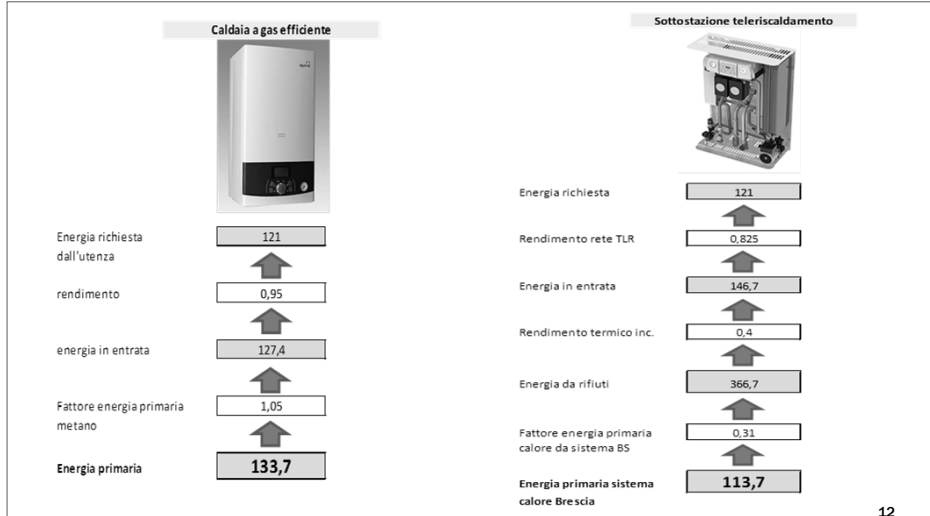 Caldaia a gas efficiente
Energia richiesta
dall'utenza
121
rendimento
0,95
energia in entrata
127,4
Fattore energia primaria
metano
1,05
Energia primaria
133,7
Sottostazione teleriscaldamento
Energia richiesta
121
Rendimento rete TLR
0,825
Energia in entrata
146,7
Rendimento termico inc.
0,4
Energia da rifiuti
366,7
Fattore energia primaria
calore da sistema BS
0,31
Energia primaria sistema
calore Brescia
113,7
12